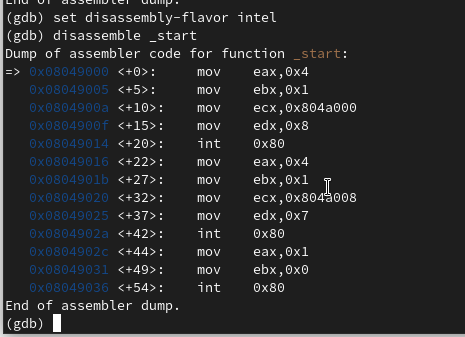 End of assembler dump.
(gdb) set disassembly-flavor intel
(gdb) disassemble _start
Dump of assembler code for function _start:
=> 0x08049000 <+0>:     mov    eax,0x4
   0x08049005 <+5>:     mov    ebx,0x1
   0x0804900a <+10>:    mov    ecx,0x804a000
   0x0804900f <+15>:    mov    edx,0x8
   0x08049014 <+20>:    int    0x80
   0x08049016 <+22>:    mov    eax,0x4
   0x0804901b <+27>:    mov    ebx,0x1
   0x08049020 <+32>:    mov    ecx,0x804a008
   0x08049025 <+37>:    mov    edx,0x7
   0x0804902a <+42>:    int    0x80
   0x0804902c <+44>:    mov    eax,0x1
   0x08049031 <+49>:    mov    ebx,0x0
   0x08049036 <+54>:    int    0x80
End of assembler dump.
(gdb)